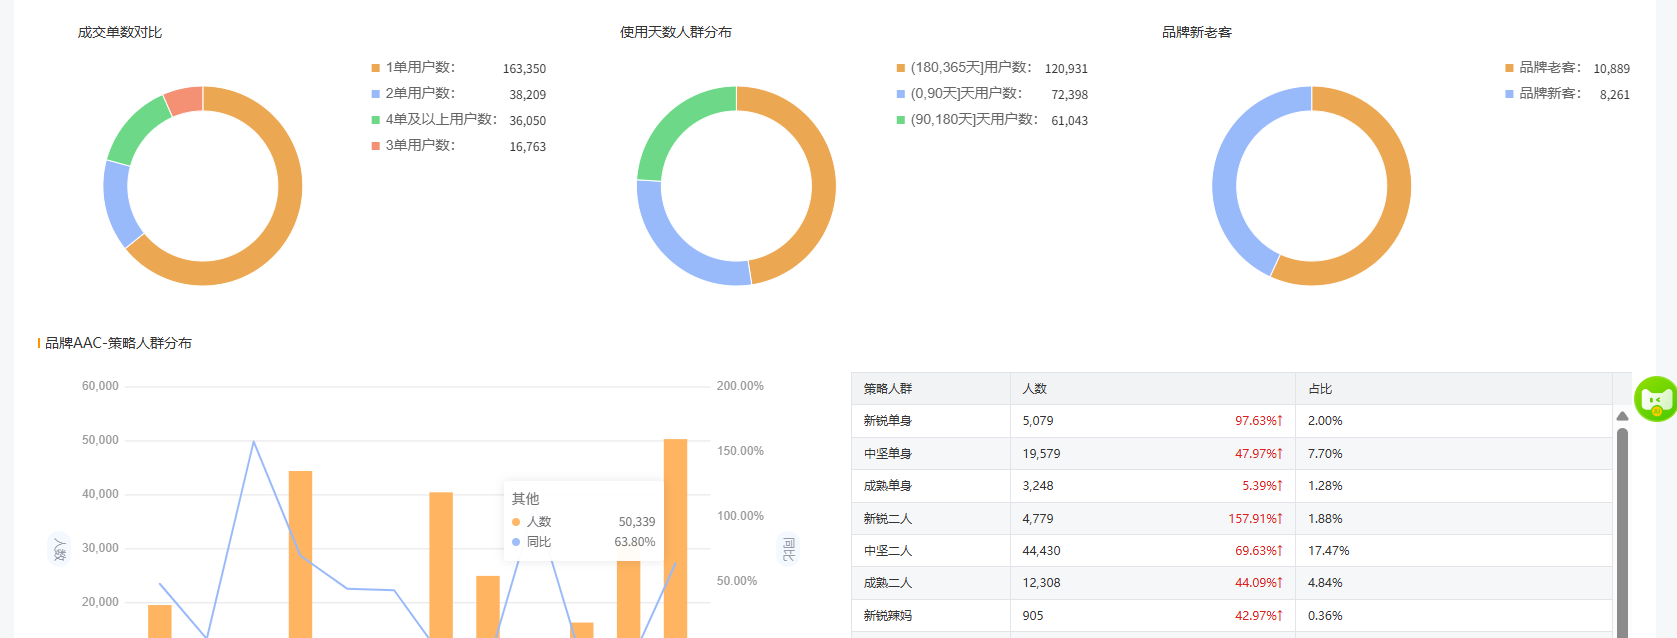 成交单数对比
1单用户数： 163,350
2单用户数： 38,209
4单及以上用户数： 36,050
3单用户数： 16,763
使用天数人群分布
(180,365天]用户数： 120,931
(0,90天]天用户数： 72,398
(90,180天]天用户数： 61,043
品牌新老客
品牌老客： 10,889
品牌新客： 8,261
品牌AAC-策略人群分布
60,000
50,000
40,000
30,000
20,000
人数
200.00%
150.00%
100.00%
50.00%
同比
其他
人数 50,339
同比 63.80%
策略人群 人数 占比
新锐单身 5,079 97.63%↑ 2.00%
中坚单身 19,579 47.97%↑ 7.70%
成熟单身 3,248 5.39%↑ 1.28%
新锐二人 4,779 157.91%↑ 1.88%
中坚二人 44,430 69.63%↑ 17.47%
成熟二人 12,308 44.09%↑ 4.84%
新锐辣妈 905 42.97%↑ 0.36%